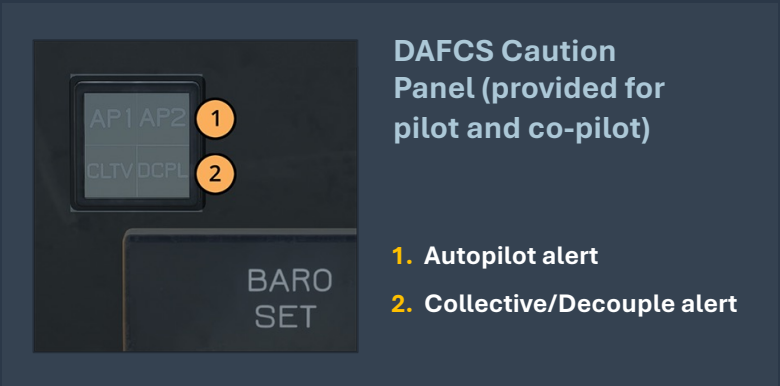 AP1 AP2
CLTV DCPL
1
2
BARO
SET
DAFCS Caution
Panel (provided for
pilot and co-pilot)
1. Autopilot alert
2. Collective/Decouple alert